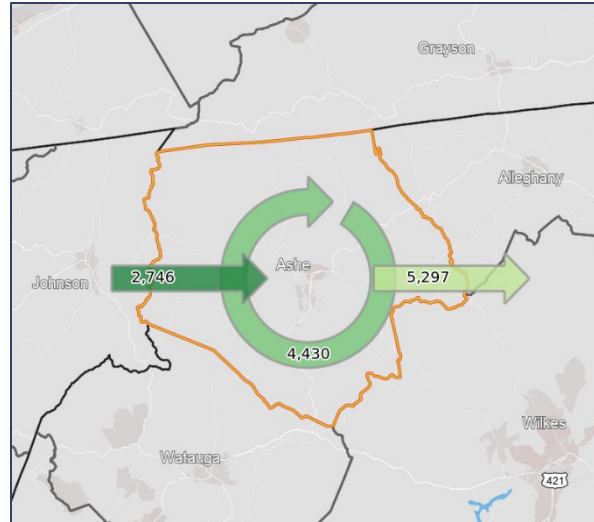 Grayson
Alleghany
Ashe
Johnson
2,746
5,297
4,430
Wilkes
Watauga
421